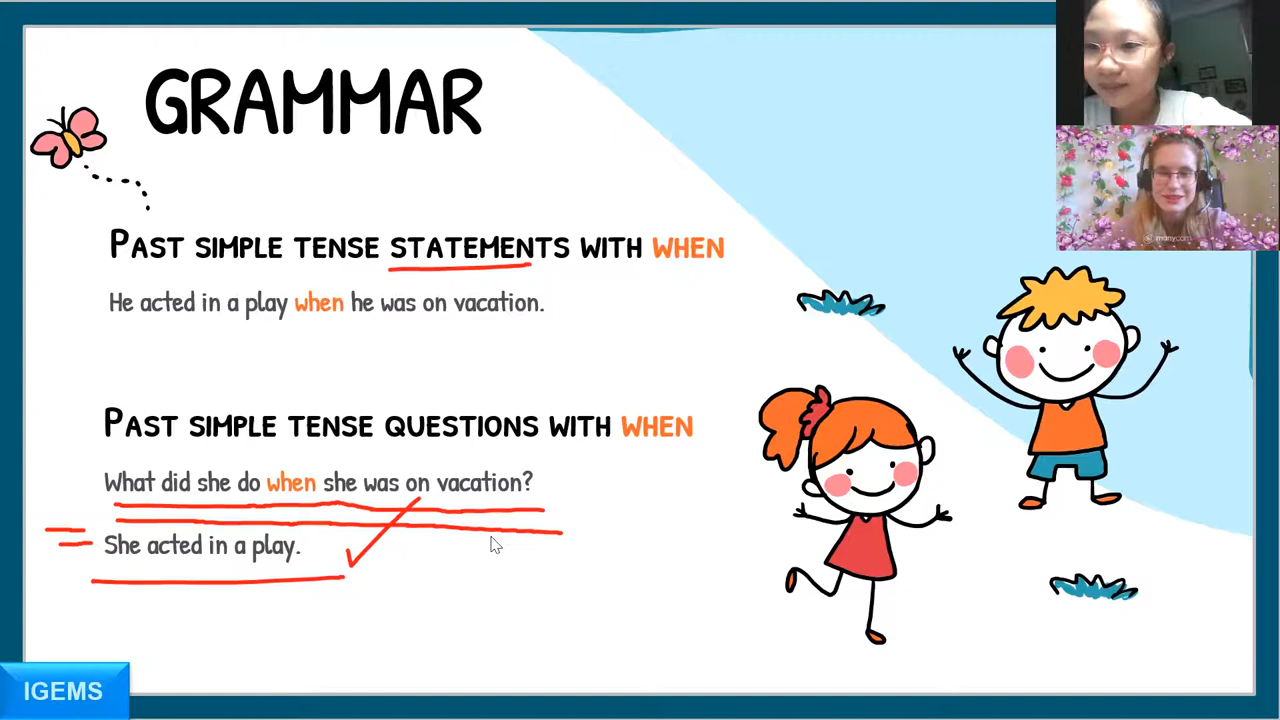 GRAMMAR
PAST SIMPLE TENSE STATEMENTS WITH WHEN
He acted in a play when he was on vacation.
PAST SIMPLE TENSE QUESTIONS WITH WHEN
What did she do when she was on vacation?
She acted in a play.
IGEMS
manycam